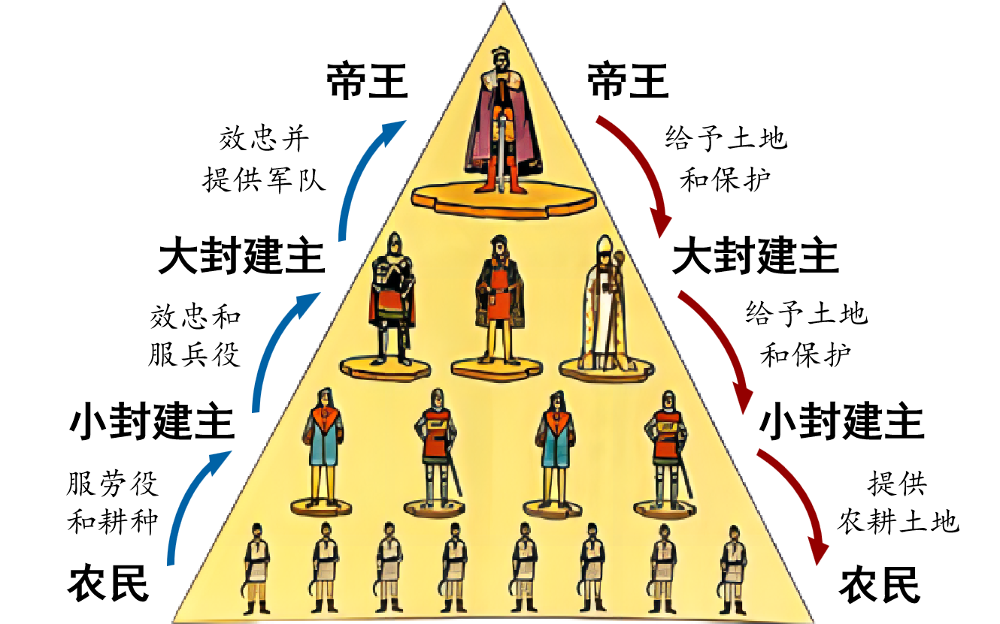 帝王
效忠并
提供军队
大封建主
效忠和
服兵役
小封建主
服劳役
和耕种
农民
帝王
给予土地
和保护
大封建主
给予土地
和保护
小封建主
提供
农耕土地
农民